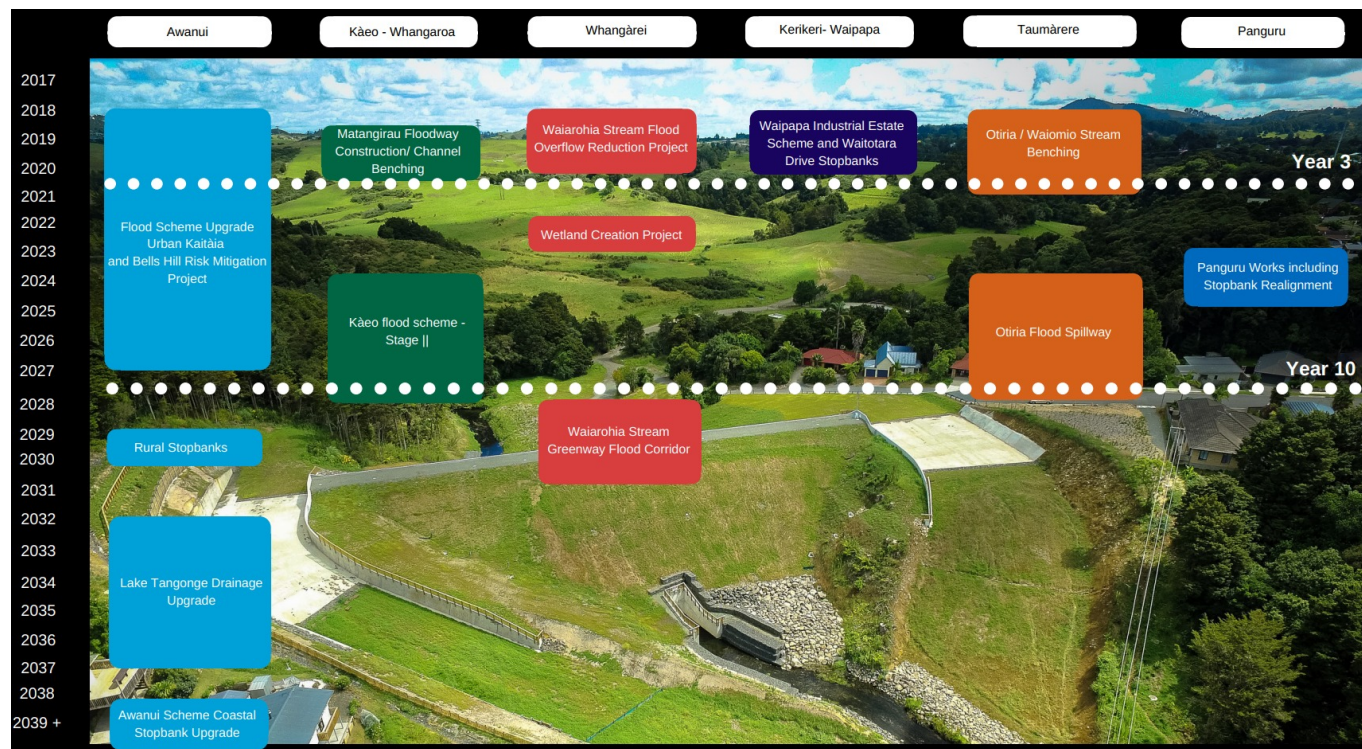 Awanui
Kàeo - Whangaroa
Whangàrei
Kerikeri- Waipapa
Taumàrere
Panguru
2017
2018
2019
2020
2021
2022
2023
2024
2025
2026
2027
2028
2029
2030
2031
2032
2033
2034
2035
2036
2037
2038
2039 +
Flood Scheme Upgrade
Urban Kaitàia
and Bells Hill Risk Mitigation
Project
Rural Stopbanks
Lake Tangonge Drainage
Upgrade
Awanui Scheme Coastal
Stopbank Upgrade
Matangirau Floodway
Construction/ Channel
Benching
Kàeo flood scheme -
Stage ||
Waiarohia Stream Flood
Overflow Reduction Project
Wetland Creation Project
Waiarohia Stream
Greenway Flood Corridor
Waipapa Industrial Estate
Scheme and Waitotara
Drive Stopbanks
Otiria / Waiomio Stream
Benching
Otiria Flood Spillway
Panguru Works including
Stopbank Realignment
Year 3
Year 10